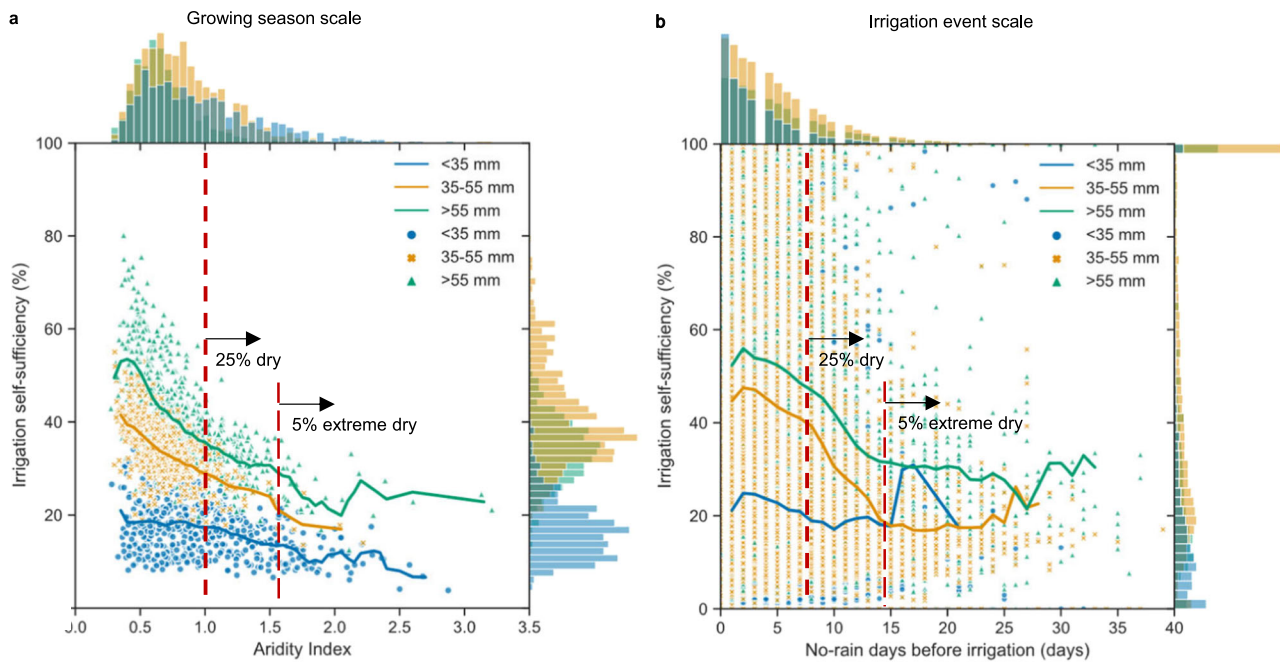 a
Growing season scale
100
80
60
40
20
Irrigation self-sufficiency (%)
<35 mm
35-55 mm
>55 mm
<35 mm
35-55 mm
>55 mm
25% dry
5% extreme dry
0.5
1.0
1.5
2.0
2.5
3.0
3.5
Aridity Index
b
Irrigation event scale
100
80
60
40
20
0
Irrigation self-sufficiency (%)
<35 mm
35-55 mm
>55 mm
<35 mm
35-55 mm
>55 mm
25% dry
5% extreme dry
0
5
10
15
20
25
30
35
40
No-rain days before irrigation (days)